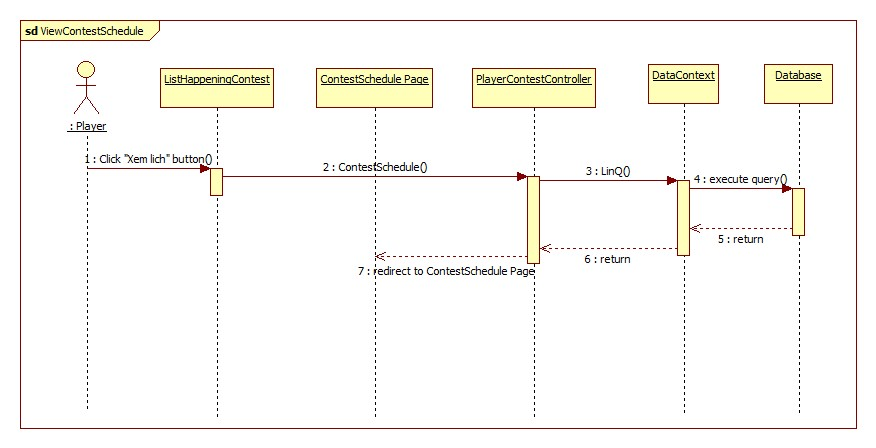 sd ViewContestSchedule
: Player
ListHappeningContest
ContestSchedule Page
PlayerContestController
DataContext
Database
1 : Click "Xem lich" button()
2 : ContestSchedule()
3 : LinQ()
4 : execute query()
5 : return
6 : return
7 : redirect to ContestSchedule Page